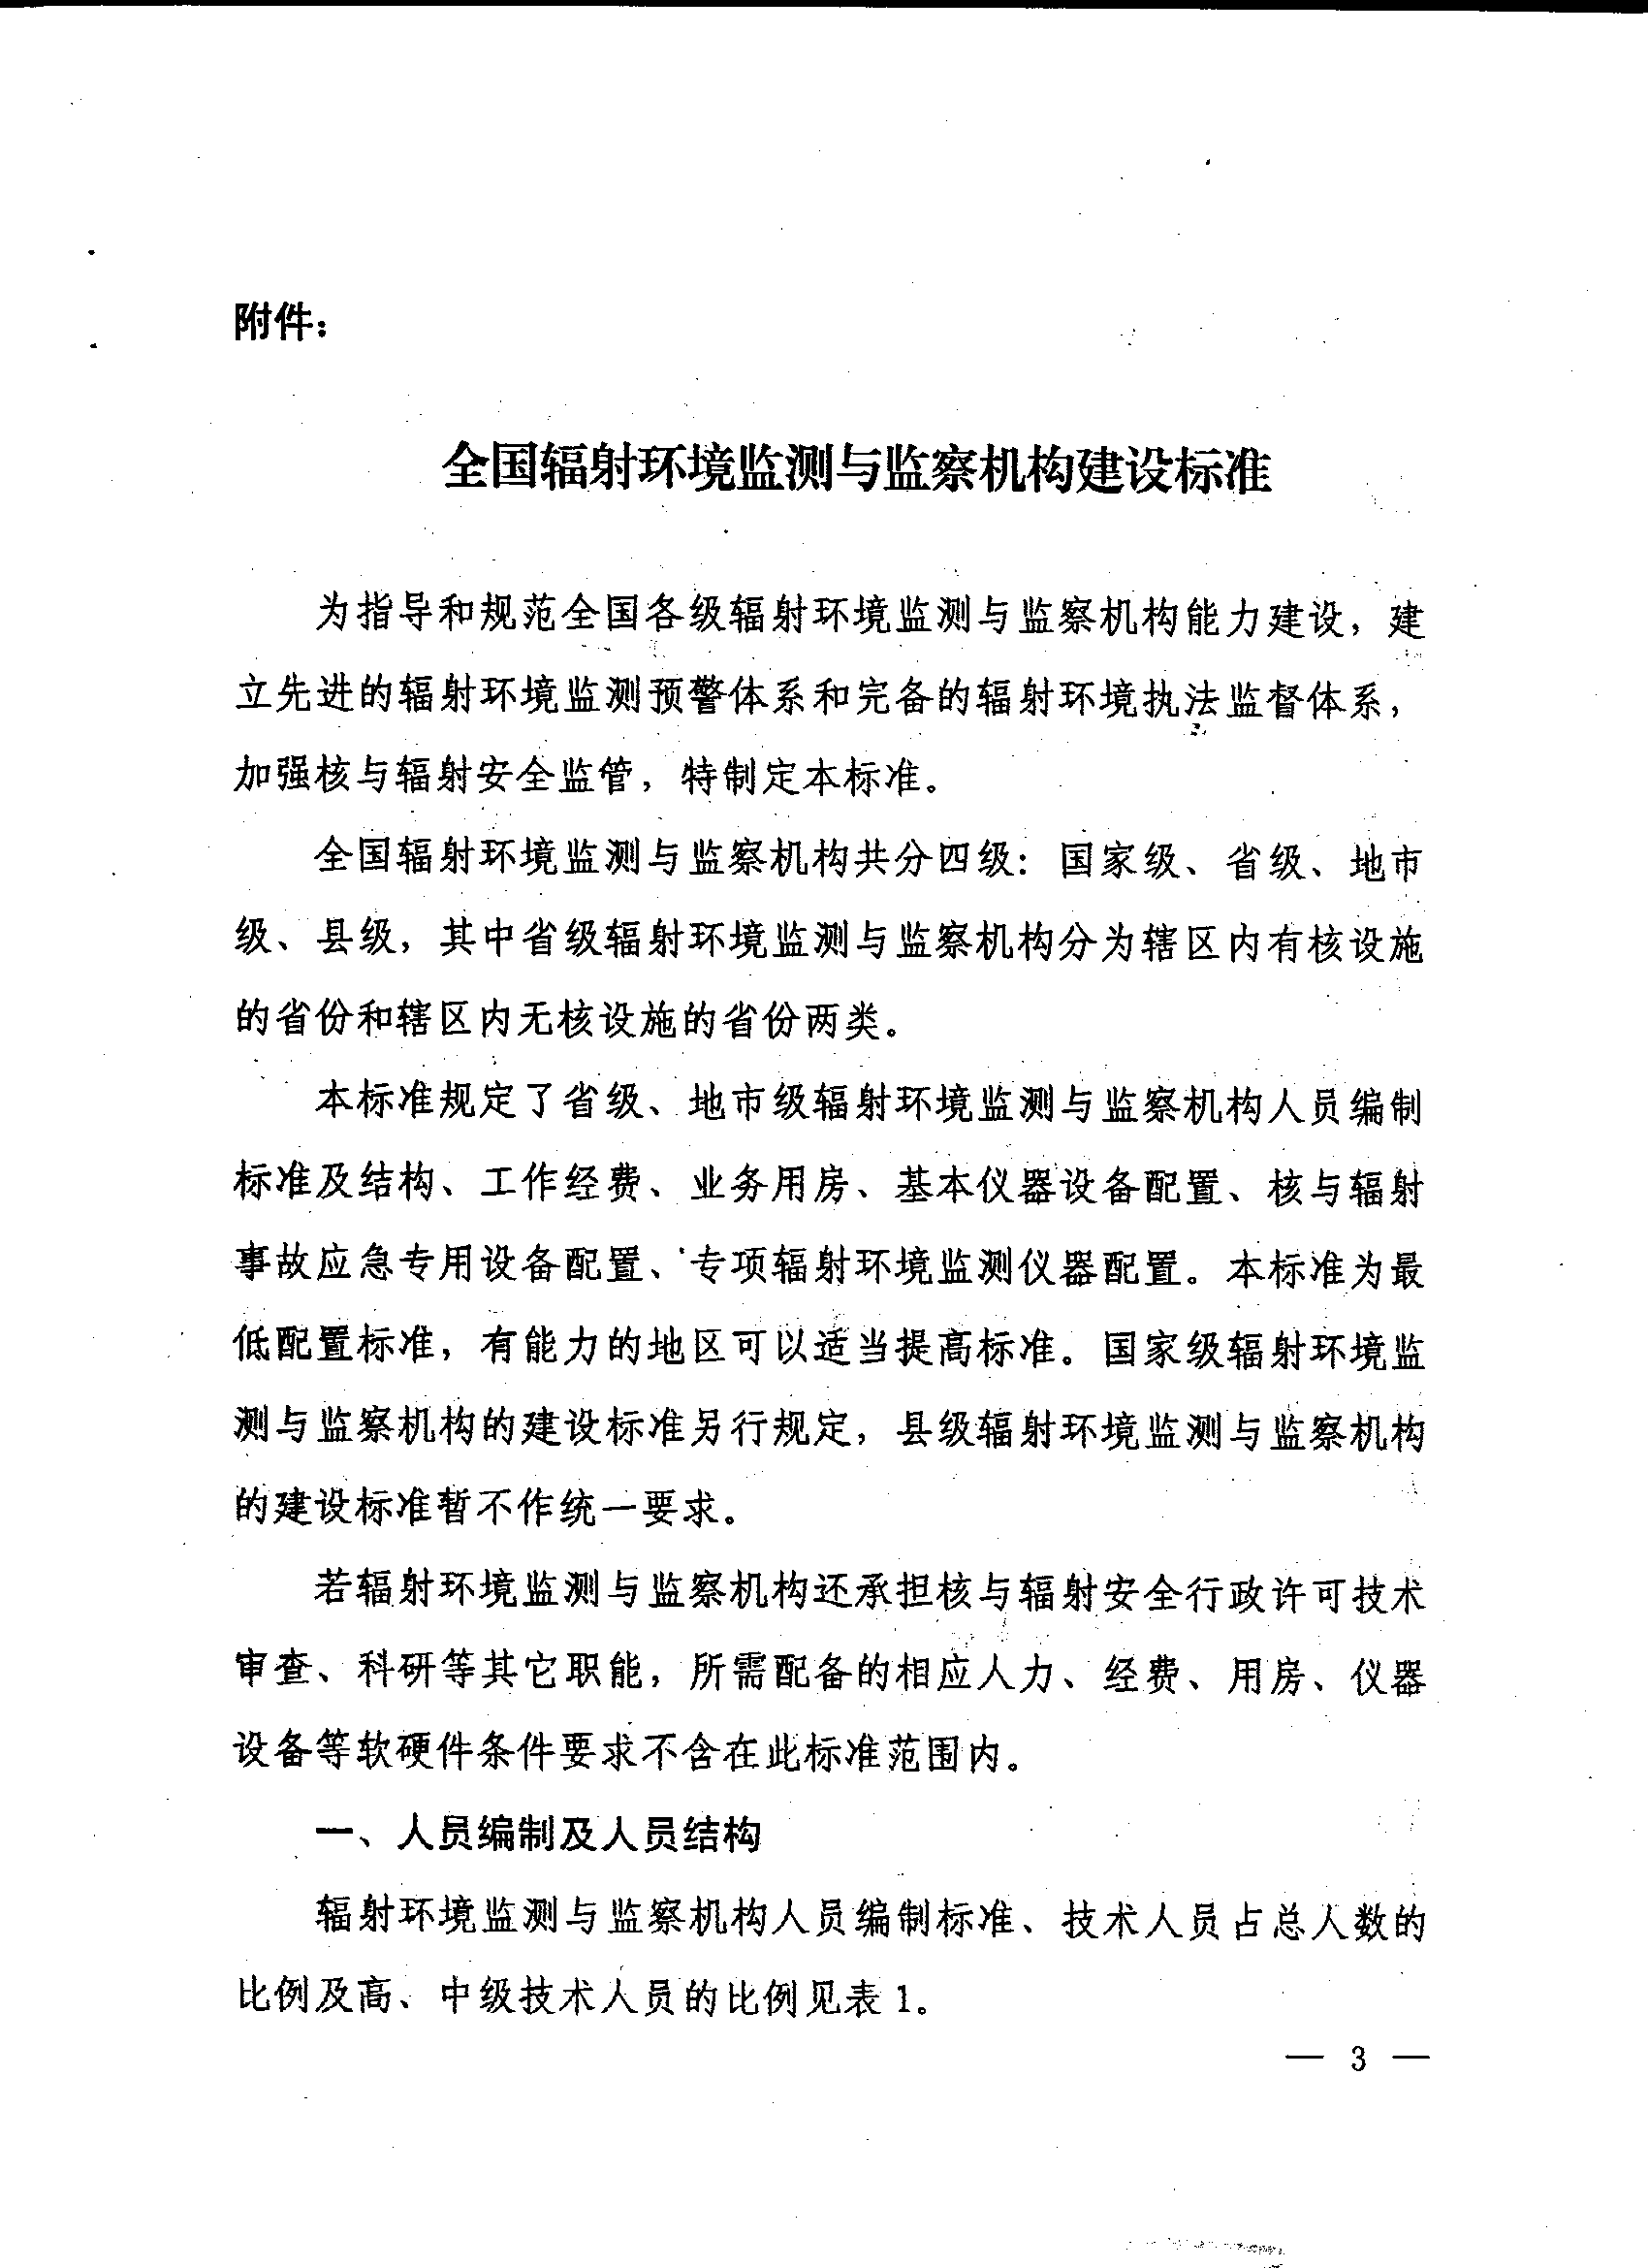 附件：
全国辐射环境监测与监察机构建设标准
为指导和规范全国各级辐射环境监测与监察机构能力建设，建
立先进的辐射环境监测预警体系和完备的辐射环境执法监督体系，
加强核与辐射安全监管，特制定本标准。
全国辐射环境监测与监察机构共分四级：国家级、省级、地市
级、县级，其中省级辐射环境监测与监察机构分为辖区内有核设施
的省份和辖区内无核设施的省份两类。
本标准规定了省级、地市级辐射环境监测与监察机构人员编制
标准及结构、工作经费、业务用房、基本仪器设备配置、核与辐射
事故应急专用设备配置、专项辐射环境监测仪器配置。本标准为最
低配置标准，有能力的地区可以适当提高标准。国家级辐射环境监
测与监察机构的建设标准另行规定，县级辐射环境监测与监察机构
的建设标准暂不作统一要求。
若辐射环境监测与监察机构还承担核与辐射安全行政许可技术
审查、科研等其它职能，所需配备的相应人力、经费、用房、仪器
设备等软硬件条件要求不含在此标准范围内。
一、人员编制及人员结构
辐射环境监测与监察机构人员编制标准、技术人员占总人数的
比例及高、中级技术人员的比例见表 1。
— 3 —